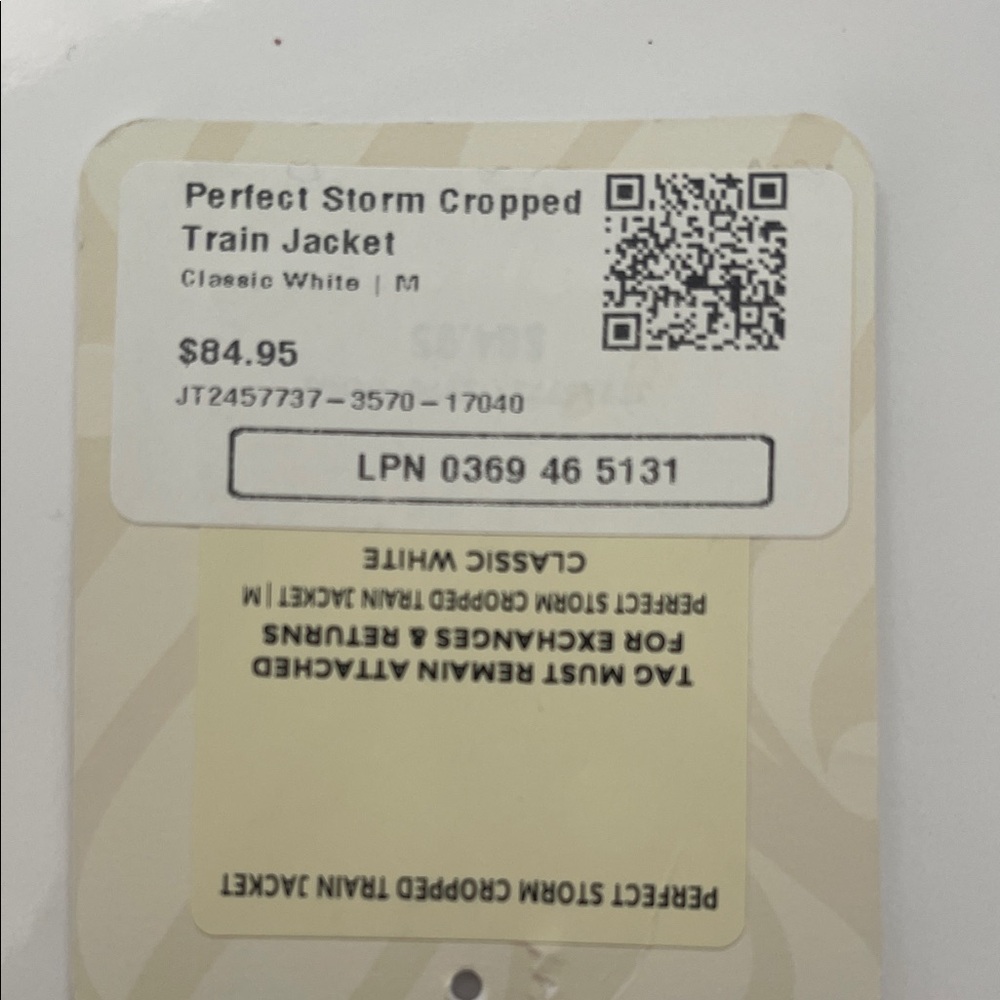 Perfect Storm Cropped
Train Jacket
Classic White | M
$84.95
JT2457737-3570-17040
LPN 0369 46 5131
PERFECT STORM CROPPED TRAIN JACKET
TAG MUST REMAIN ATTACHED
FOR EXCHANGES & RETURNS
PERFECT STORM CROPPED TRAIN JACKET | M
CLASSIC WHITE